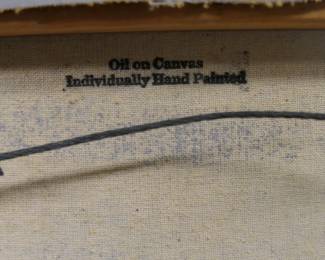 Oil on Canvas
Individually Hand Painted